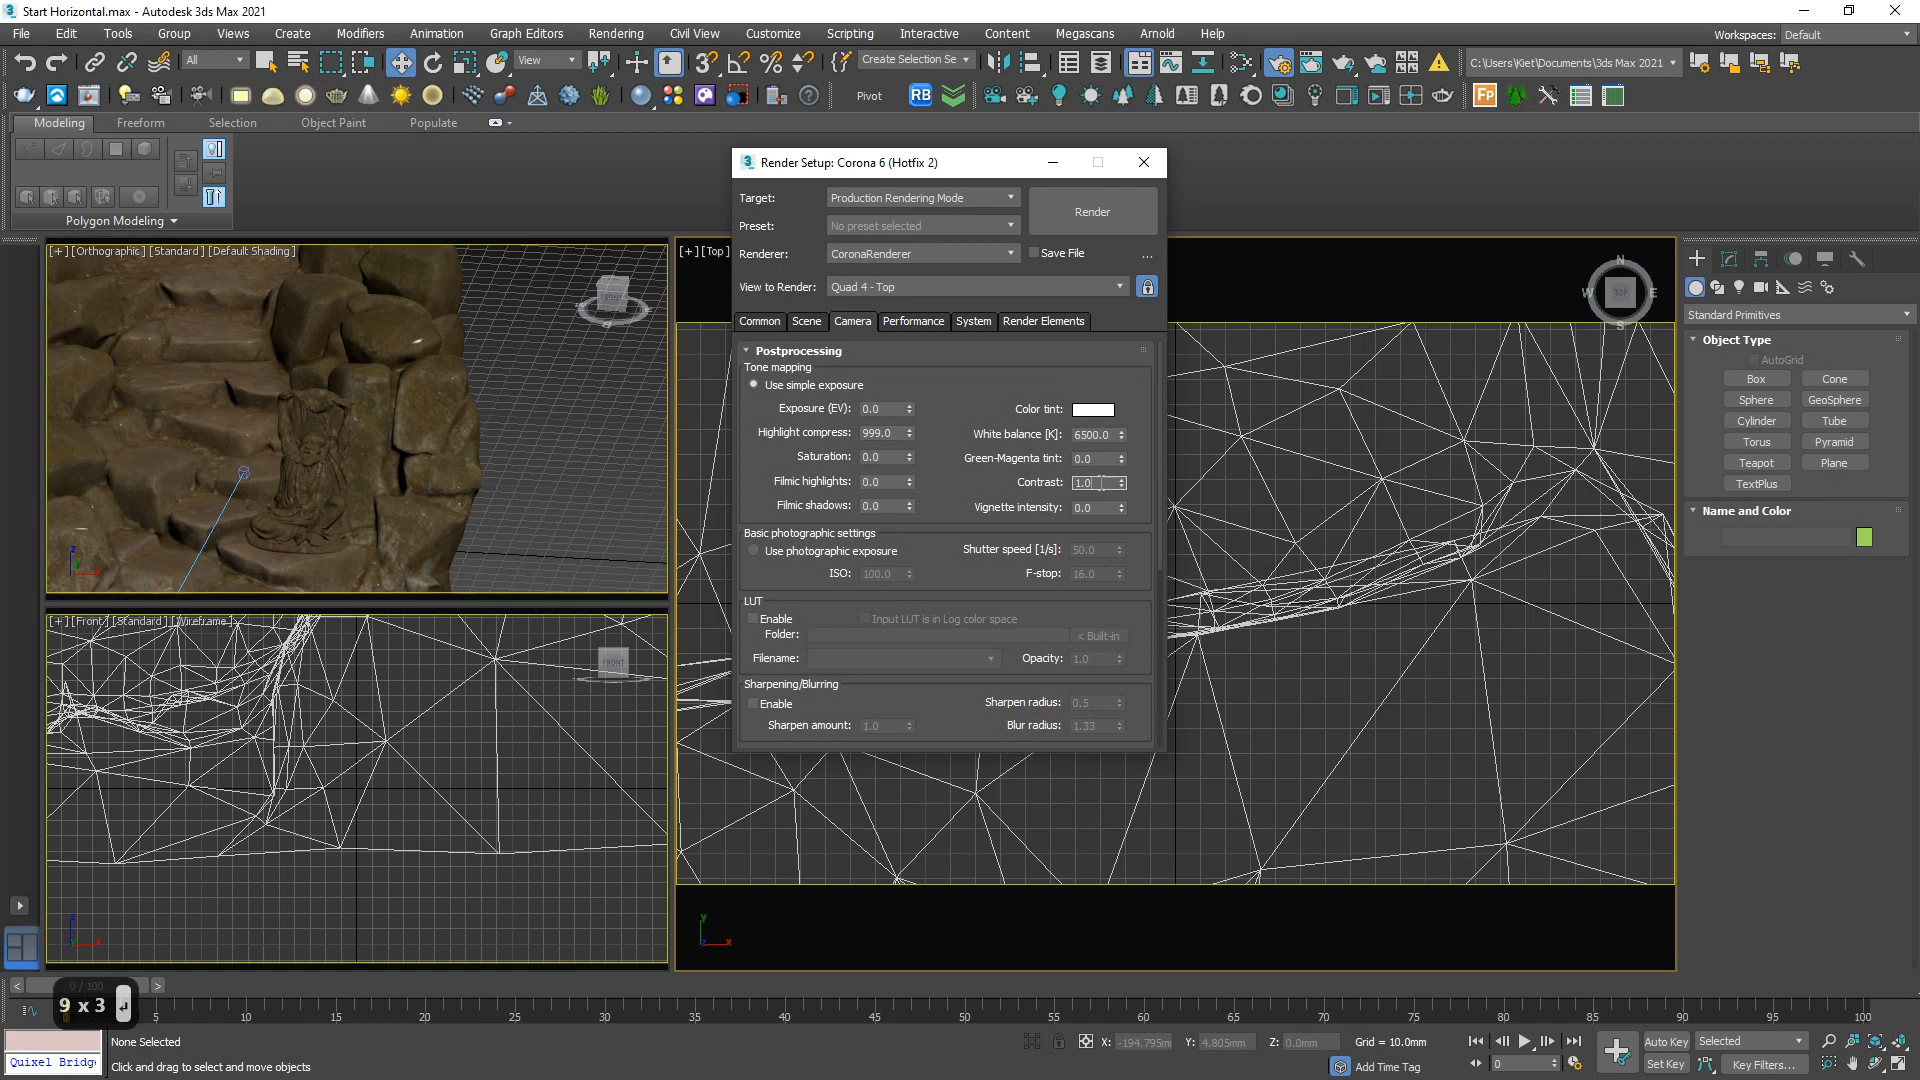 Start Horizontal.max - Autodesk 3ds Max 2021
File Edit Tools Group Views Create Modifiers Animation Graph Editors Rendering Civil View Customize Scripting Interactive Content Megascans Arnold Help
Workspaces: Default
All View Create Selection Se C:\Users\Kiet\Documents\3ds Max 2021
Pivot RB Fp
Modeling Freeform Selection Object Paint Populate
Polygon Modeling
[+] [Orthographic] [Standard] [Default Shading]
[+] [Top]
[+] [Front] [Standard] [Wireframe]
FRONT
N
W TOP E
S
Render Setup: Corona 6 (Hotfix 2)
Target: Production Rendering Mode Render
Preset: No preset selected
Renderer: CoronaRenderer Save File ...
View to Render: Quad 4 - Top
Common Scene Camera Performance System Render Elements
Postprocessing
Tone mapping
Use simple exposure
Exposure (EV): 0.0 Color tint:
Highlight compress: 999.0 White balance [K]: 6500.0
Saturation: 0.0 Green-Magenta tint: 0.0
Filmic highlights: 0.0 Contrast: 1.0
Filmic shadows: 0.0 Vignette intensity: 0.0
Basic photographic settings
Use photographic exposure Shutter speed [1/s]: 50.0
ISO: 100.0 F-stop: 16.0
LUT
Enable Input LUT is in Log color space
Folder: < Built-in
Filename: Opacity: 1.0
Sharpening/Blurring
Enable Sharpen radius: 0.5
Sharpen amount: 1.0 Blur radius: 1.33
Standard Primitives
Object Type
AutoGrid
Box Cone
Sphere GeoSphere
Cylinder Tube
Torus Pyramid
Teapot Plane
TextPlus
Name and Color
z
y
x
z
x
y
x
< 0 / 100 >
9 x 3
5 10 15 20 25 30 35 40 45 50 55 60 65 70 75 80 85 90 95 100
None Selected X: -194.795mm Y: 4.805mm Z: 0.0mm Grid = 10.0mm Auto Key Selected
Quixel Bridge Click and drag to select and move objects Add Time Tag 0 Set Key Key Filters...